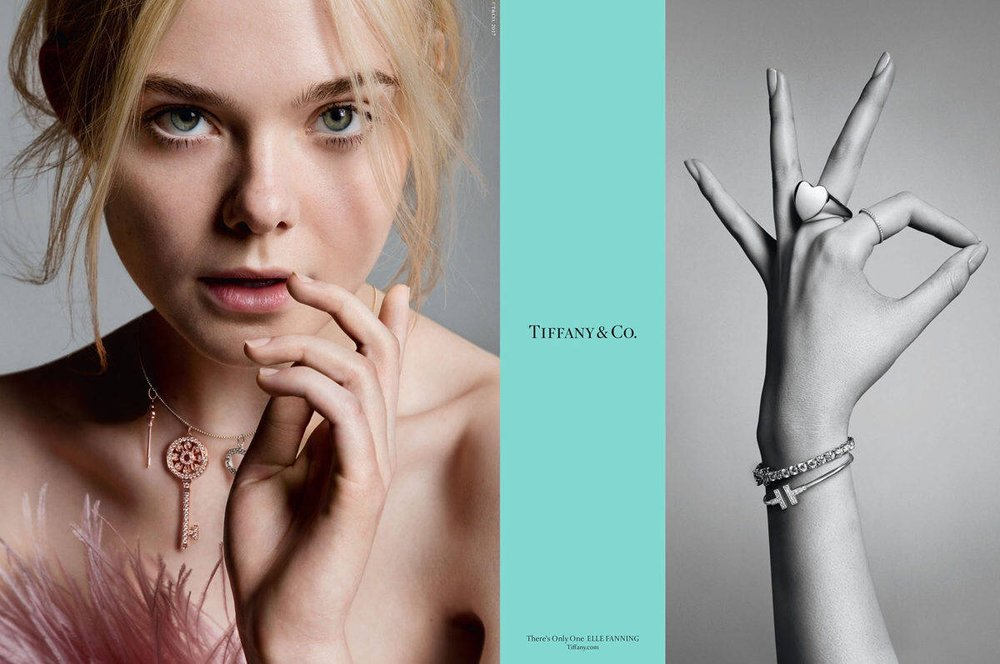 TIFFANY & CO.
There's Only One ELLE FANNING
Tiffany.com